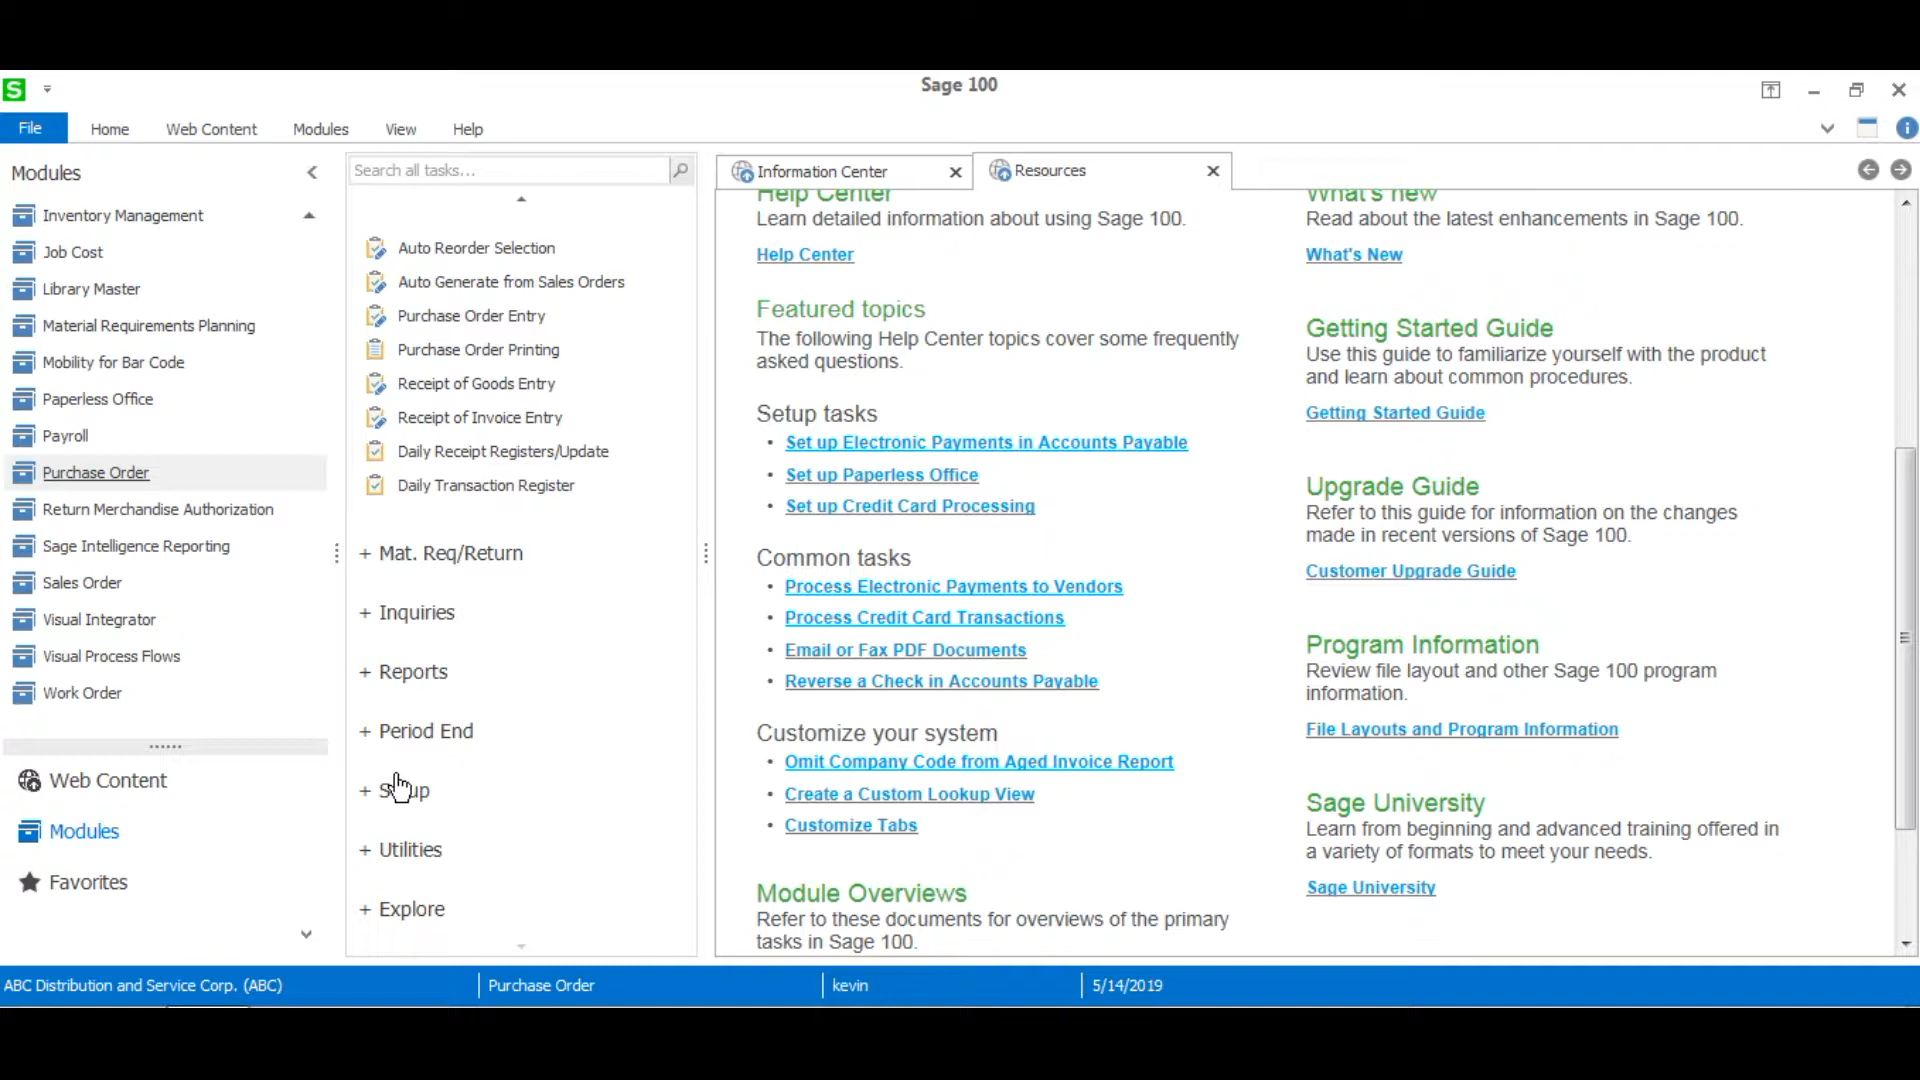 S
Sage 100
File
Home
Web Content
Modules
View
Help
i
Modules
Inventory Management
Job Cost
Library Master
Material Requirements Planning
Mobility for Bar Code
Paperless Office
Payroll
Purchase Order
Return Merchandise Authorization
Sage Intelligence Reporting
Sales Order
Visual Integrator
Visual Process Flows
Work Order
Web Content
Modules
Favorites
Search all tasks...
Auto Reorder Selection
Auto Generate from Sales Orders
Purchase Order Entry
Purchase Order Printing
Receipt of Goods Entry
Receipt of Invoice Entry
Daily Receipt Registers/Update
Daily Transaction Register
+ Mat. Req/Return
+ Inquiries
+ Reports
+ Period End
+ Setup
+ Utilities
+ Explore
Information Center
Resources
Help Center
Learn detailed information about using Sage 100.
Help Center
Featured topics
The following Help Center topics cover some frequently
asked questions.
Setup tasks
• Set up Electronic Payments in Accounts Payable
• Set up Paperless Office
• Set up Credit Card Processing
Common tasks
• Process Electronic Payments to Vendors
• Process Credit Card Transactions
• Email or Fax PDF Documents
• Reverse a Check in Accounts Payable
Customize your system
• Omit Company Code from Aged Invoice Report
• Create a Custom Lookup View
• Customize Tabs
Module Overviews
Refer to these documents for overviews of the primary
tasks in Sage 100.
What's new
Read about the latest enhancements in Sage 100.
What's New
Getting Started Guide
Use this guide to familiarize yourself with the product
and learn about common procedures.
Getting Started Guide
Upgrade Guide
Refer to this guide for information on the changes
made in recent versions of Sage 100.
Customer Upgrade Guide
Program Information
Review file layout and other Sage 100 program
information.
File Layouts and Program Information
Sage University
Learn from beginning and advanced training offered in
a variety of formats to meet your needs.
Sage University
ABC Distribution and Service Corp. (ABC)
Purchase Order
kevin
5/14/2019